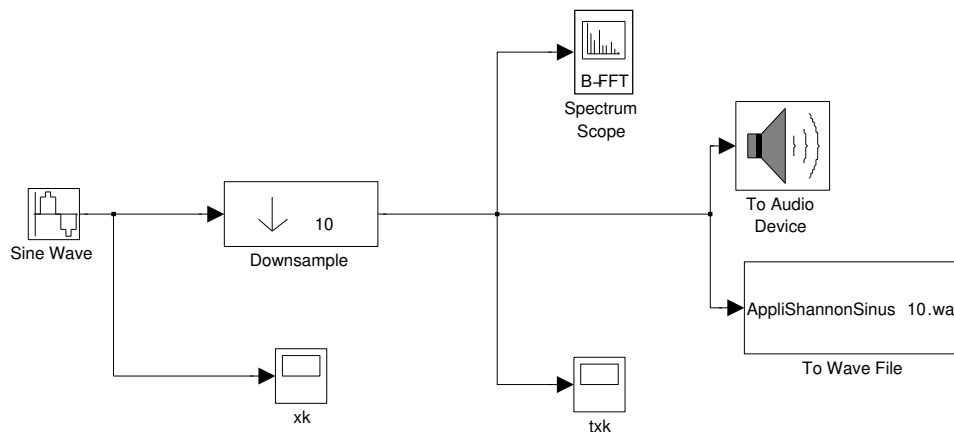 B-FFT
Spectrum
Scope
To Audio
Device
Sine Wave
10
Downsample
AppliShannonSinus 10.wa
To Wave File
xk
txk